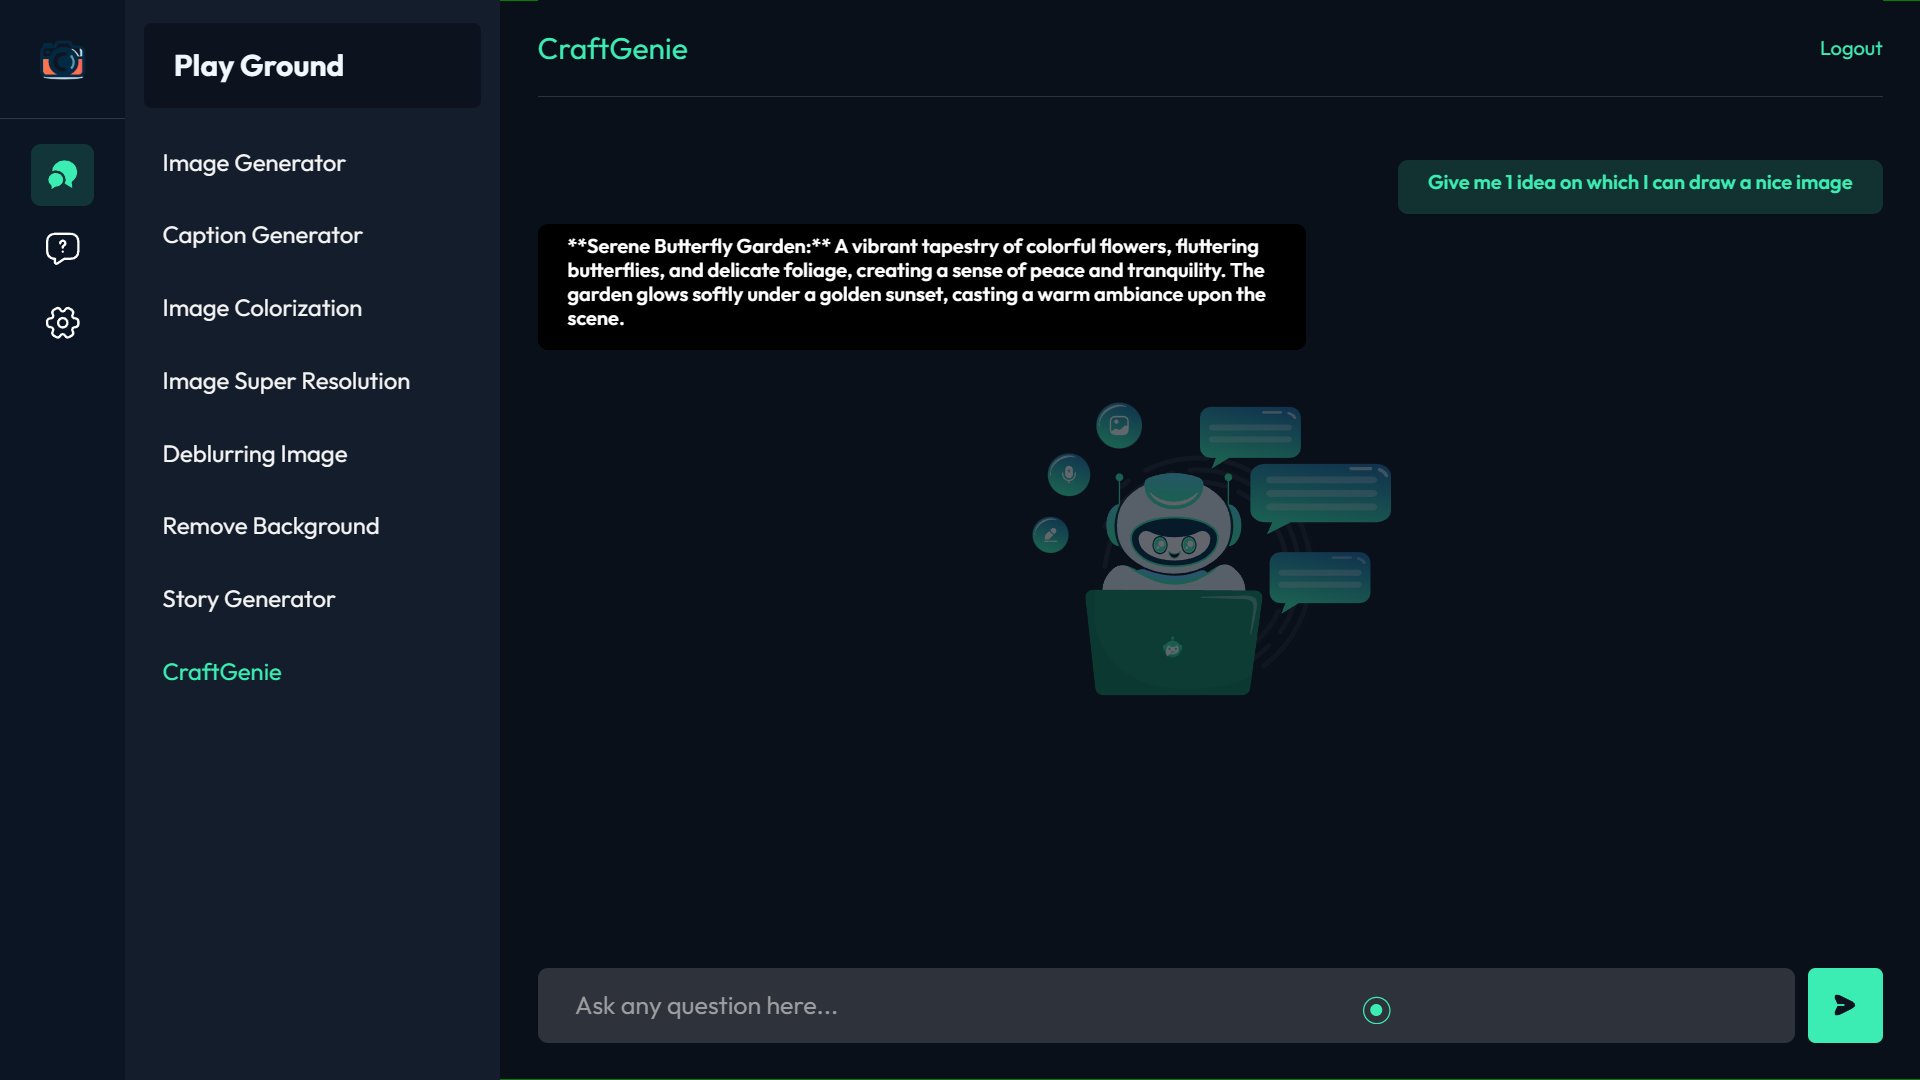 Play Ground
Image Generator
Caption Generator
Image Colorization
Image Super Resolution
Deblurring Image
Remove Background
Story Generator
CraftGenie
CraftGenie
Logout
Give me 1 idea on which I can draw a nice image
**Serene Butterfly Garden:** A vibrant tapestry of colorful flowers, fluttering
butterflies, and delicate foliage, creating a sense of peace and tranquility. The
garden glows softly under a golden sunset, casting a warm ambiance upon the
scene.
Ask any question here...